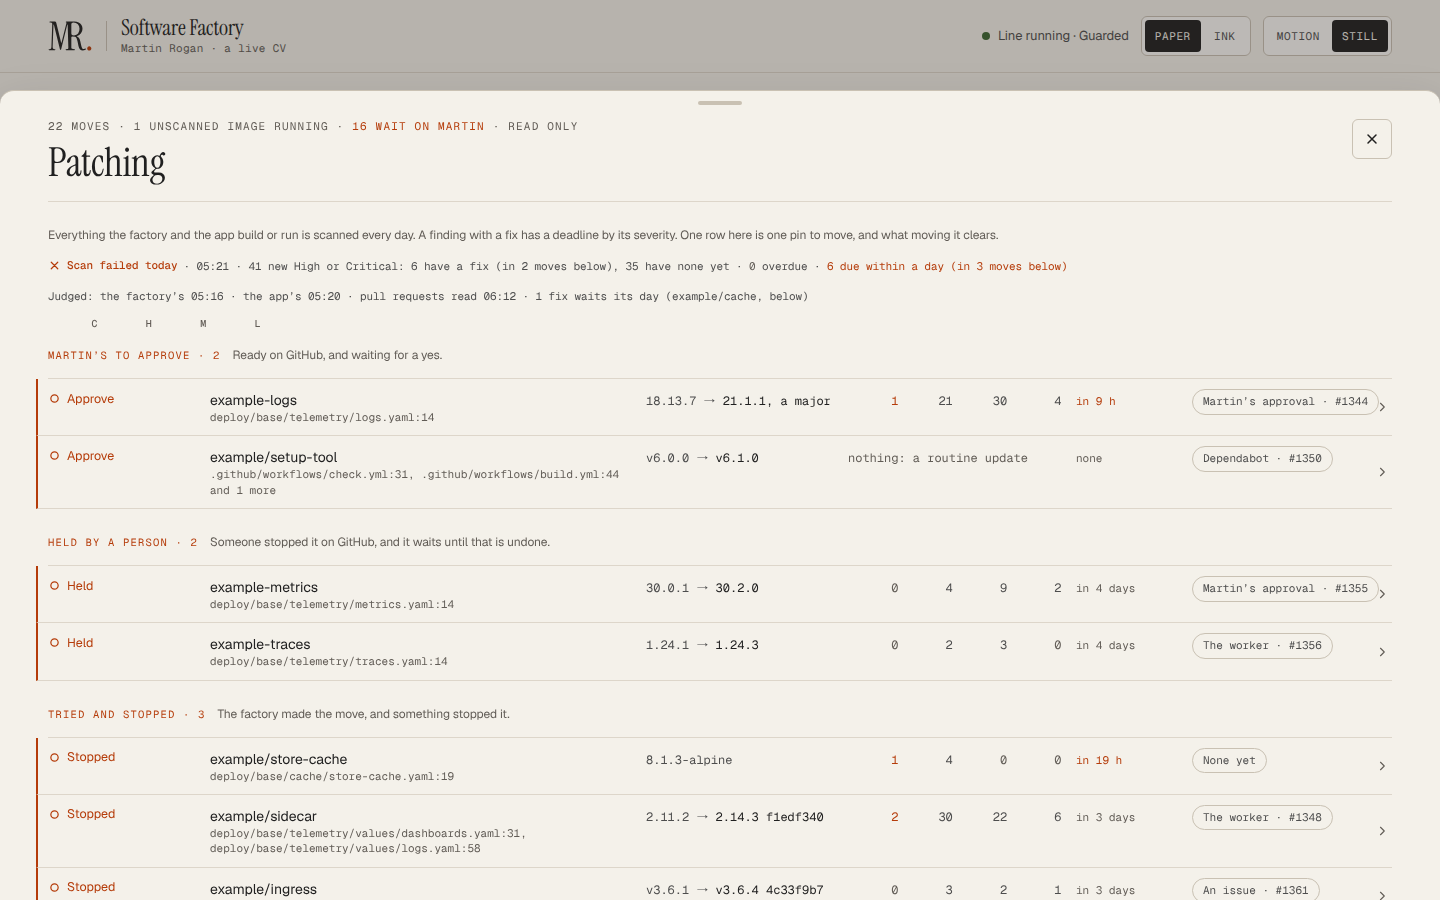 MR.
Software Factory
Martin Rogan · a live CV
Line running · Guarded
PAPER INK
MOTION STILL
22 MOVES · 1 UNSCANNED IMAGE RUNNING · 16 WAIT ON MARTIN · READ ONLY
Patching
Everything the factory and the app build or run is scanned every day. A finding with a fix has a deadline by its severity. One row here is one pin to move, and what moving it clears.
Scan failed today · 05:21 · 41 new High or Critical: 6 have a fix (in 2 moves below), 35 have none yet · 0 overdue · 6 due within a day (in 3 moves below)
Judged: the factory's 05:16 · the app's 05:20 · pull requests read 06:12 · 1 fix waits its day (example/cache, below)
C H M L
MARTIN'S TO APPROVE · 2 Ready on GitHub, and waiting for a yes.
Approve example-logs 18.13.7 → 21.1.1, a major 1 21 30 4 in 9 h Martin's approval · #1344
deploy/base/telemetry/logs.yaml:14
Approve example/setup-tool v6.0.0 → v6.1.0 nothing: a routine update none Dependabot · #1350
.github/workflows/check.yml:31, .github/workflows/build.yml:44
and 1 more
HELD BY A PERSON · 2 Someone stopped it on GitHub, and it waits until that is undone.
Held example-metrics 30.0.1 → 30.2.0 0 4 9 2 in 4 days Martin's approval · #1355
deploy/base/telemetry/metrics.yaml:14
Held example-traces 1.24.1 → 1.24.3 0 2 3 0 in 4 days The worker · #1356
deploy/base/telemetry/traces.yaml:14
TRIED AND STOPPED · 3 The factory made the move, and something stopped it.
Stopped example/store-cache 8.1.3-alpine 1 4 0 0 in 19 h None yet
deploy/base/cache/store-cache.yaml:19
Stopped example/sidecar 2.11.2 → 2.14.3 f1edf340 2 30 22 6 in 3 days The worker · #1348
deploy/base/telemetry/values/dashboards.yaml:31,
deploy/base/telemetry/values/logs.yaml:58
Stopped example/ingress v3.6.1 → v3.6.4 4c33f9b7 0 3 2 1 in 3 days An issue · #1361